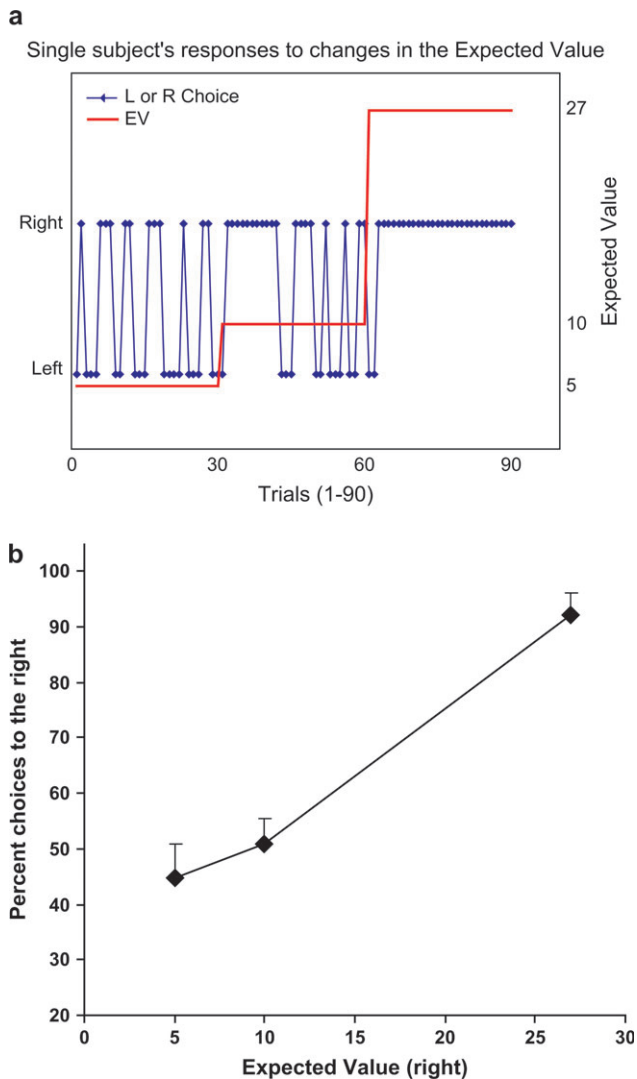 a
Single subject's responses to changes in the Expected Value
L or R Choice
EV
27
Right
10
Left
5
Expected Value
0 30 60 90
Trials (1-90)
b
100
90
80
70
60
50
40
30
20
Percent choices to the right
0 5 10 15 20 25 30
Expected Value (right)